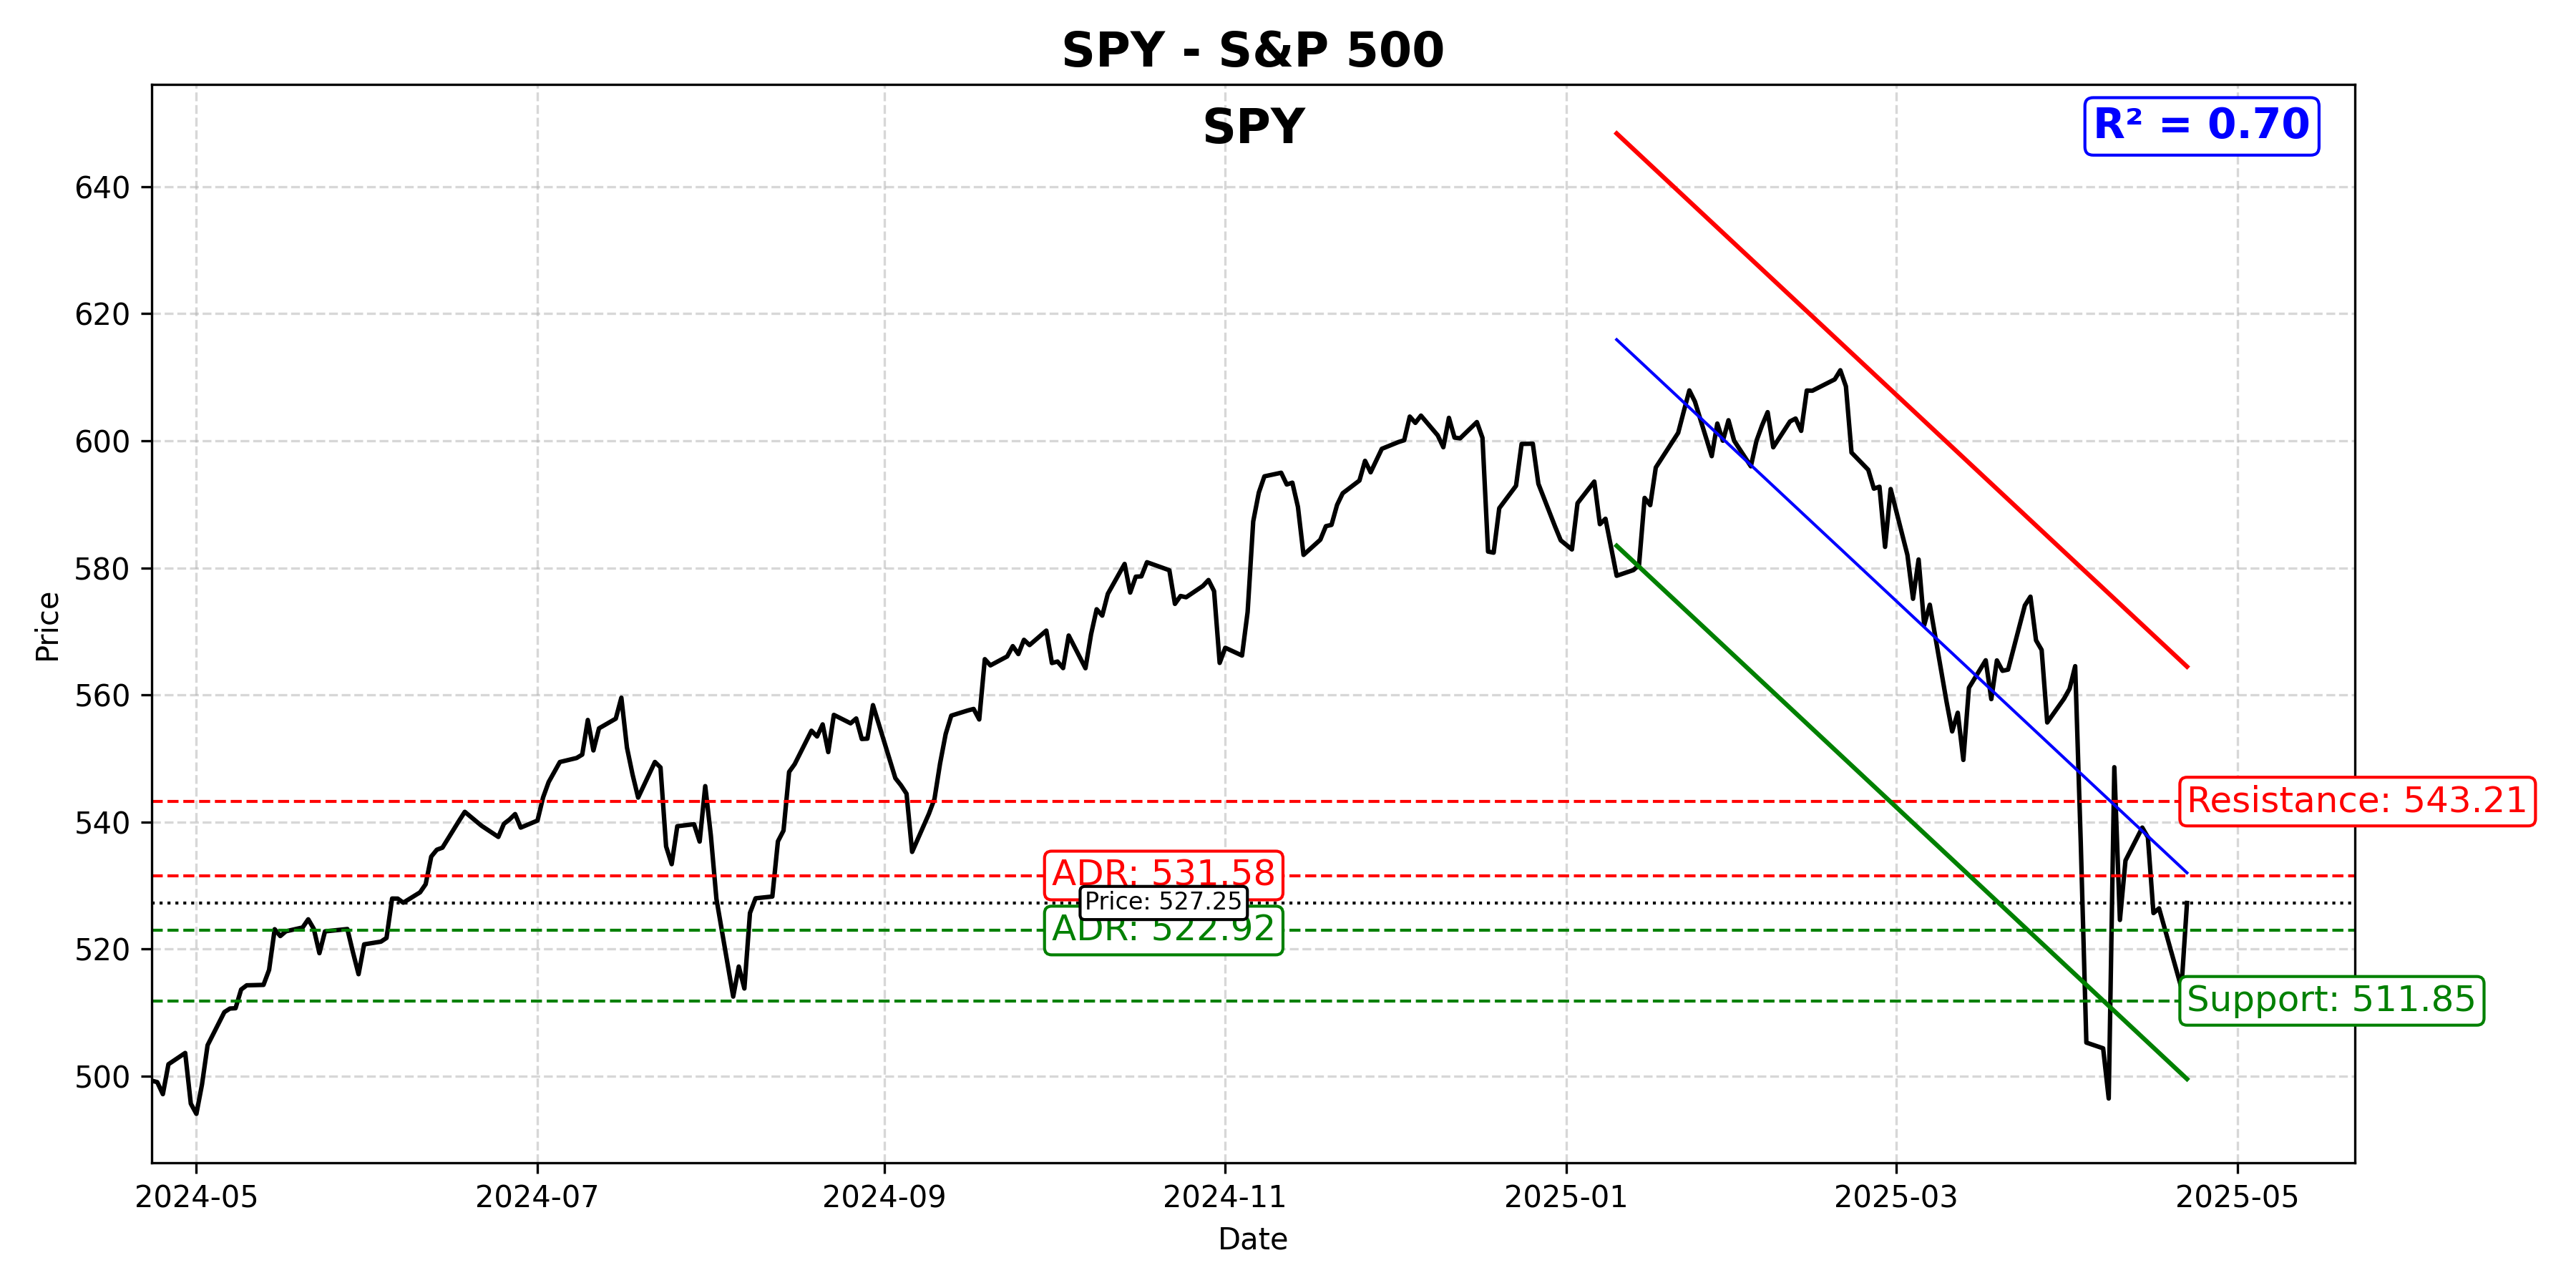 SPY - S&P 500
SPY
R² = 0.70
640
620
600
580
560
540
520
500
Price
Resistance: 543.21
ADR: 531.58
Price: 527.25
ADR: 522.92
Support: 511.85
2024-05
2024-07
2024-09
2024-11
2025-01
2025-03
2025-05
Date